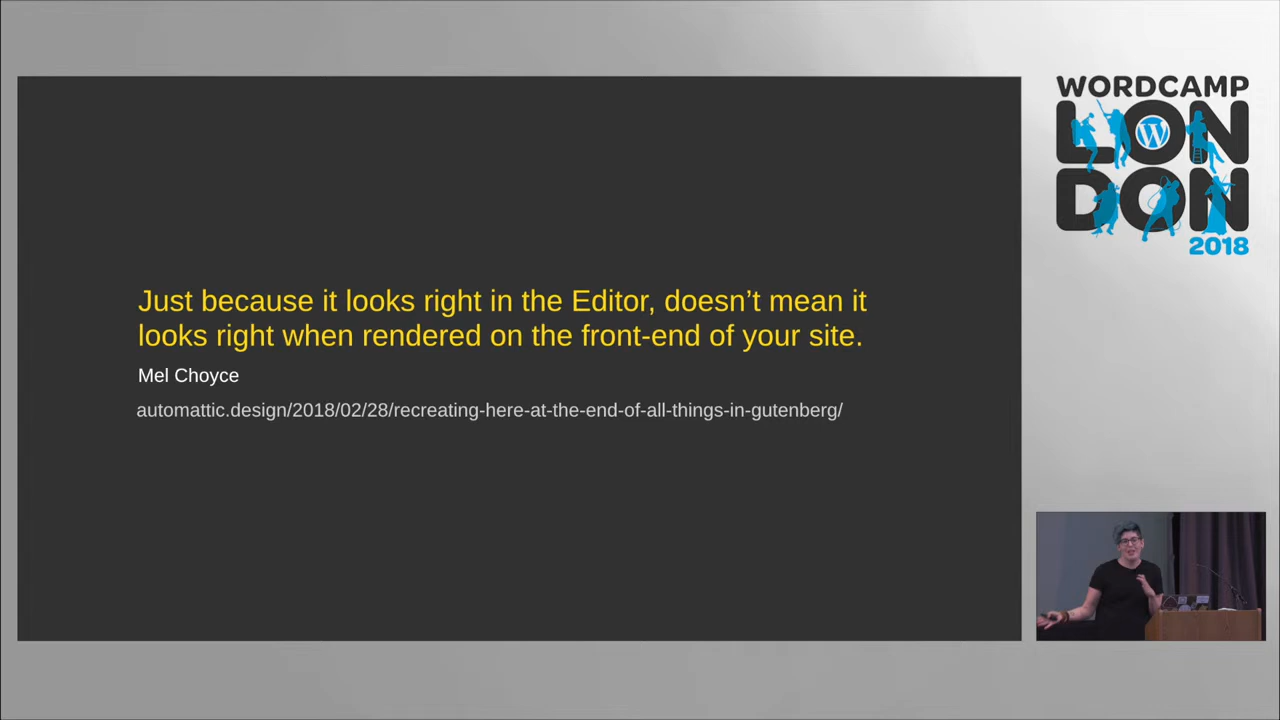 Just because it looks right in the Editor, doesn’t mean it
looks right when rendered on the front-end of your site.
Mel Choyce
automattic.design/2018/02/28/recreating-here-at-the-end-of-all-things-in-gutenberg/
WORDCAMP
LON
DON
2018